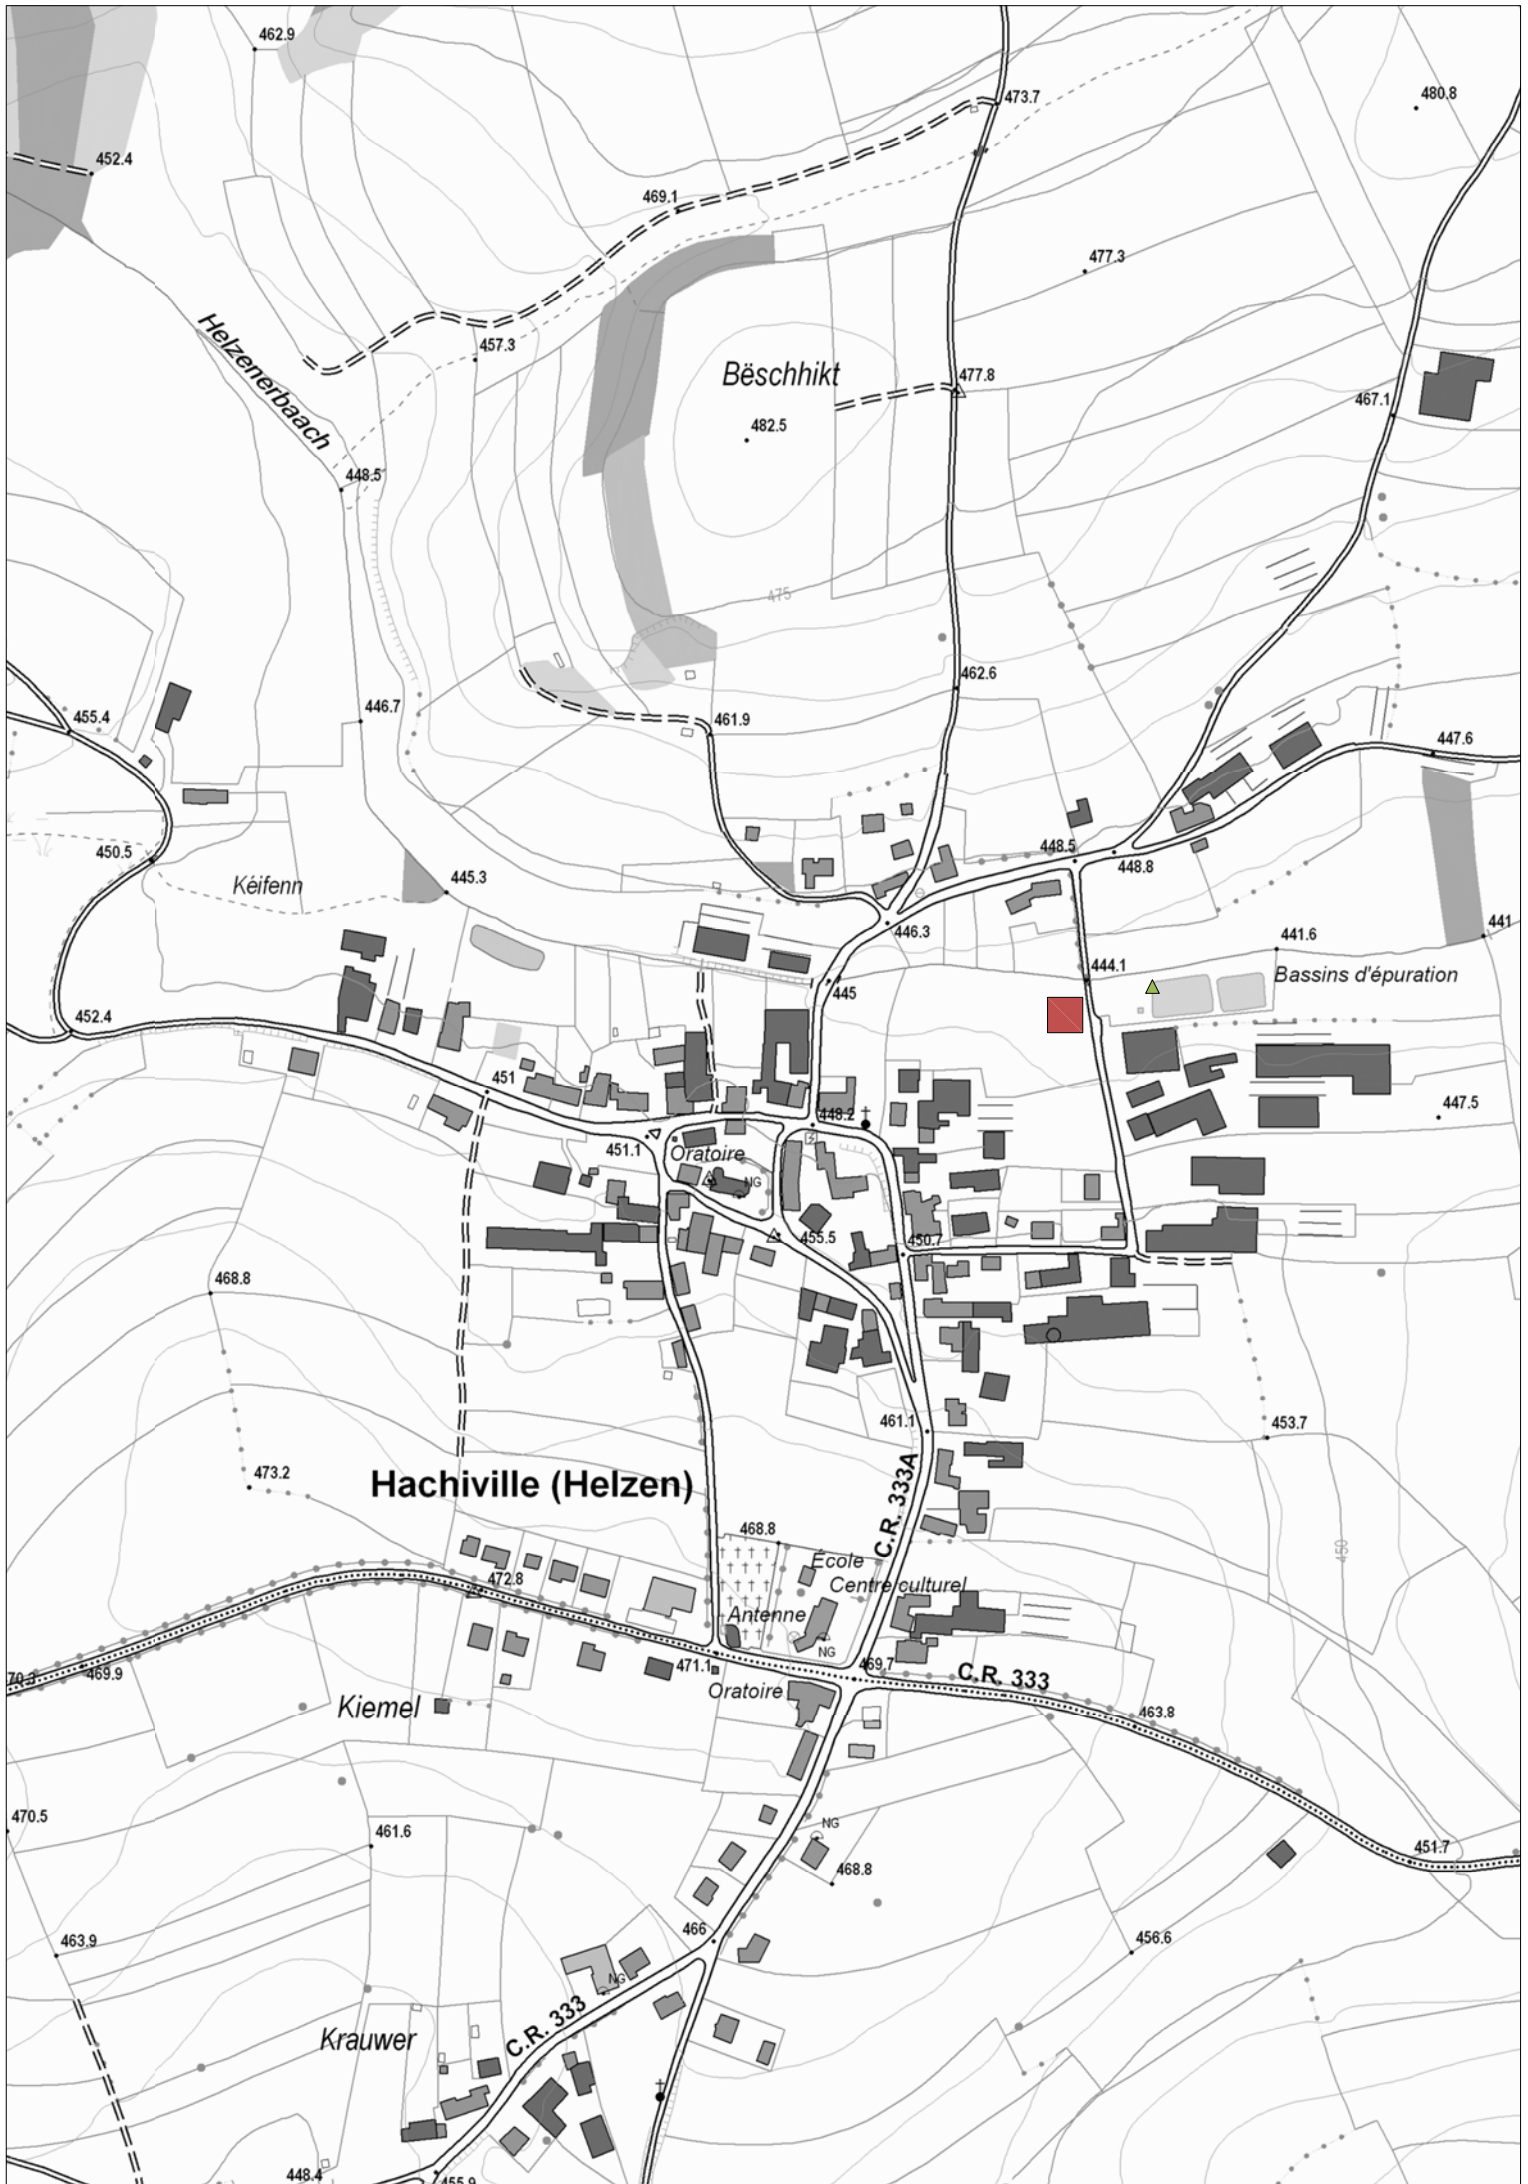 462.9
473.7
480.8
452.4
469.1
477.3
Helzenerbaach
457.3
Bëschhikt
477.8
467.1
482.5
448.5
475
462.6
455.4
446.7
461.9
447.6
450.5
448.5
448.8
Kéifenn
445.3
446.3
441.6
441
444.1
Bassins d'épuration
445
452.4
451
448.2
447.5
451.1
Oratoire
NG
455.5
450.7
468.8
461.1
453.7
473.2
Hachiville (Helzen)
C.R. 333A
468.8
École
450
472.8
Centre culturel
Antenne
NG
70.3
469.9
471.1
469.7
C.R. 333
Oratoire
Kiemel
463.8
470.5
461.6
NG
451.7
468.8
463.9
466
456.6
NG
C.R. 333
Krauwer
448.4
455.9